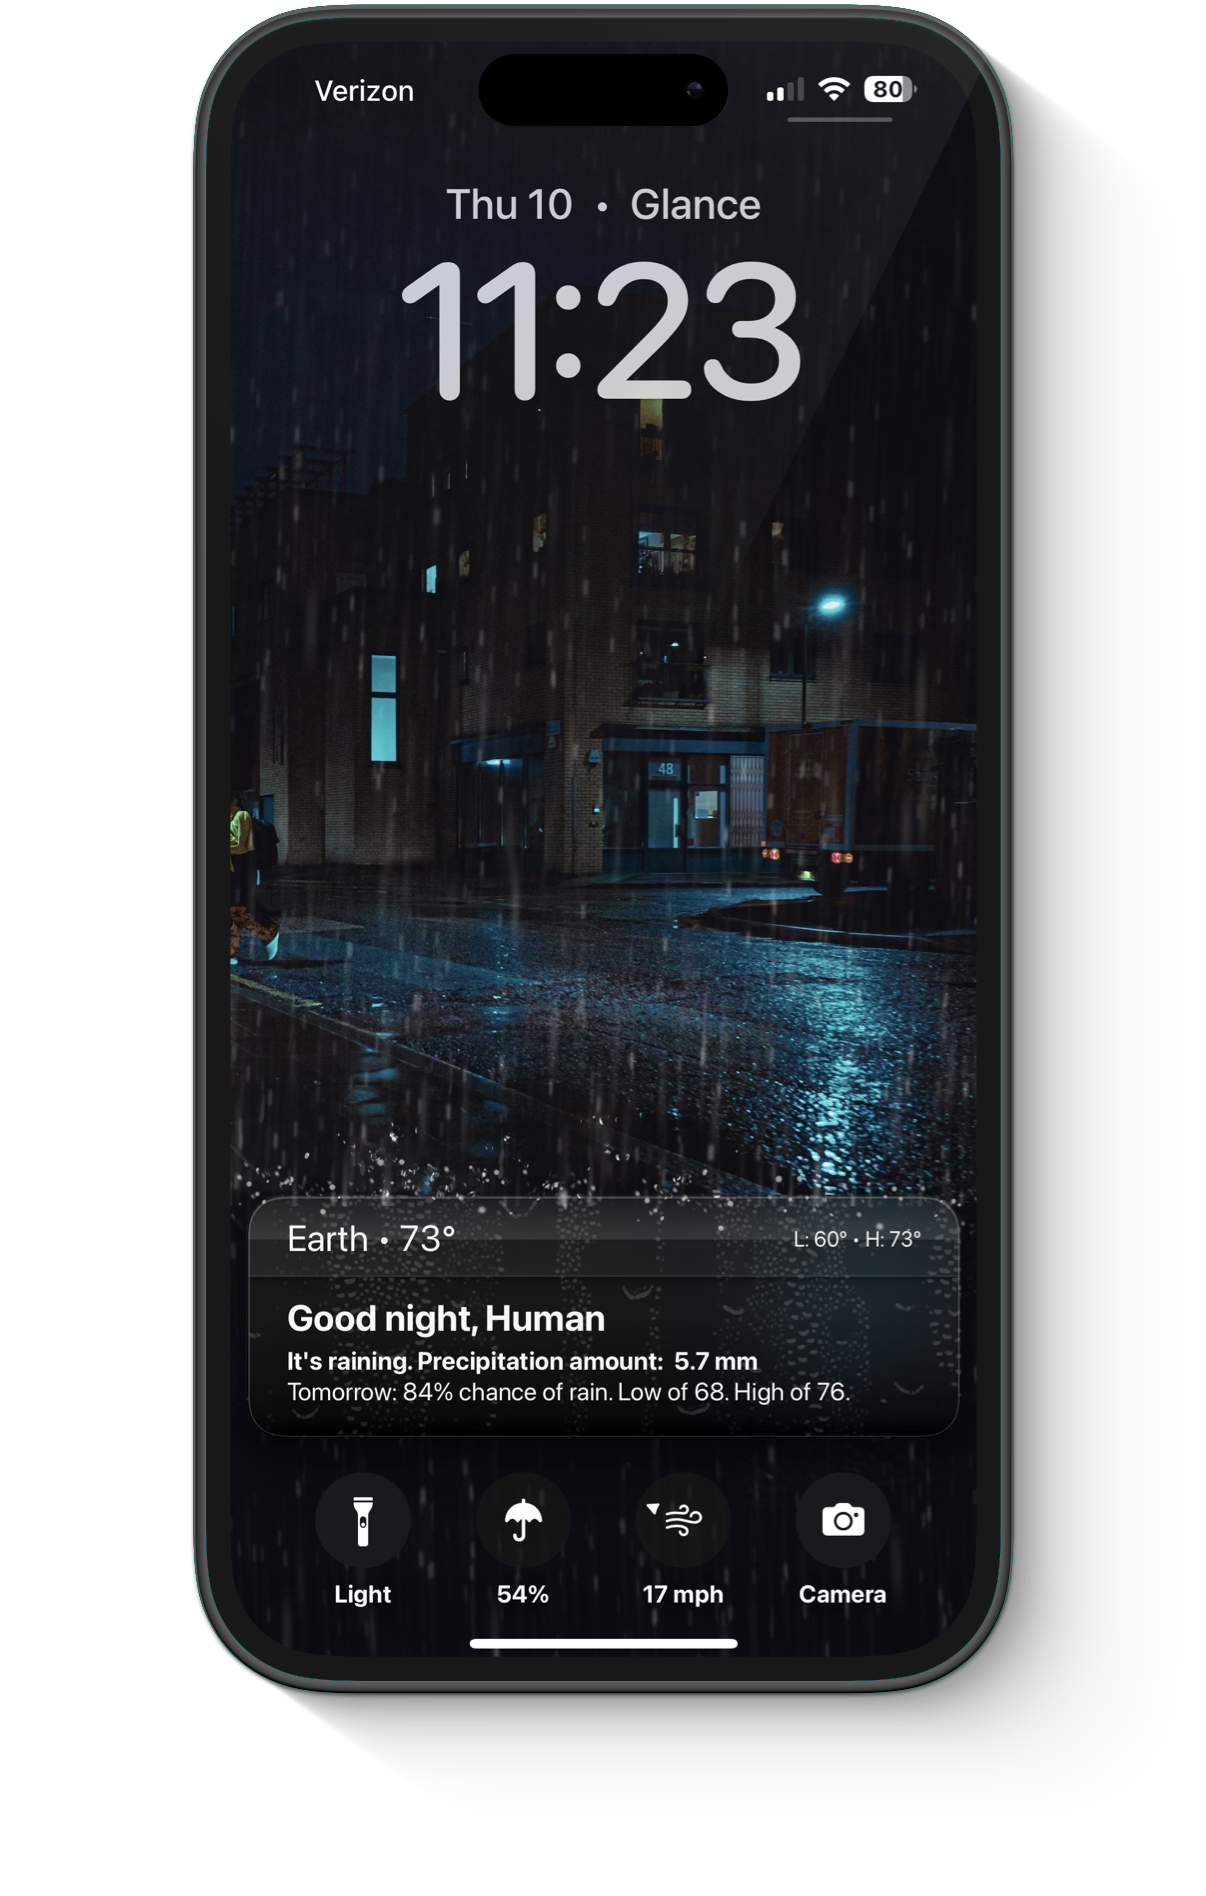 Verizon
80
Thu 10 • Glance
11:23
48
Earth • 73°
L: 60° • H: 73°
Good night, Human
It's raining. Precipitation amount: 5.7 mm
Tomorrow: 84% chance of rain. Low of 68. High of 76.
Light
54%
17 mph
Camera